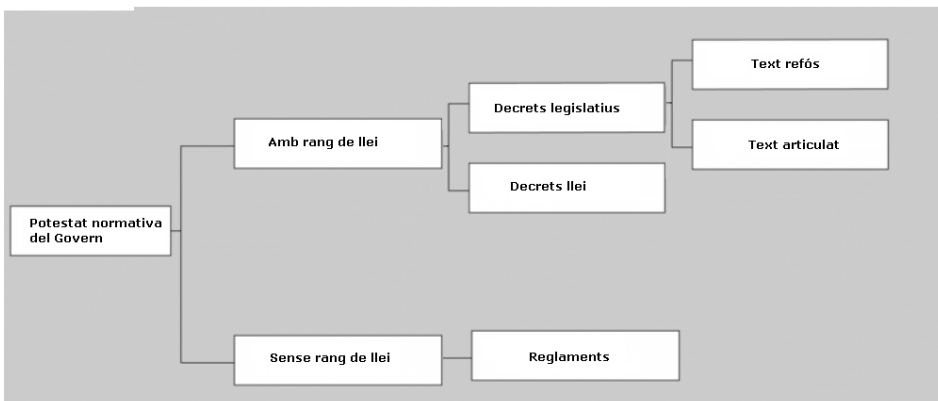 Potestat normativa
del Govern
Amb rang de llei
Decrets legislatius
Text refós
Text articulat
Decrets llei
Sense rang de llei
Reglaments